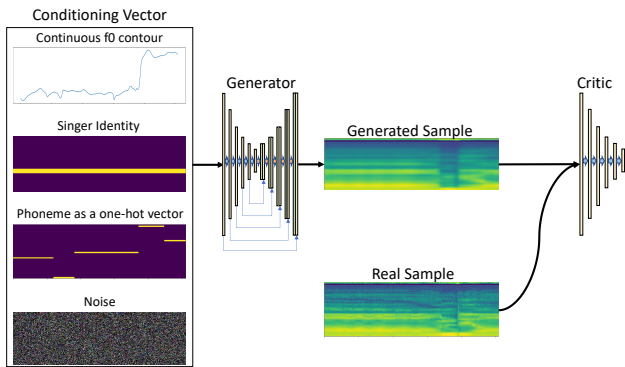 Conditioning Vector
Continuous f0 contour
Singer Identity
Phoneme as a one-hot vector
Noise
Generator
Generated Sample
Real Sample
Critic